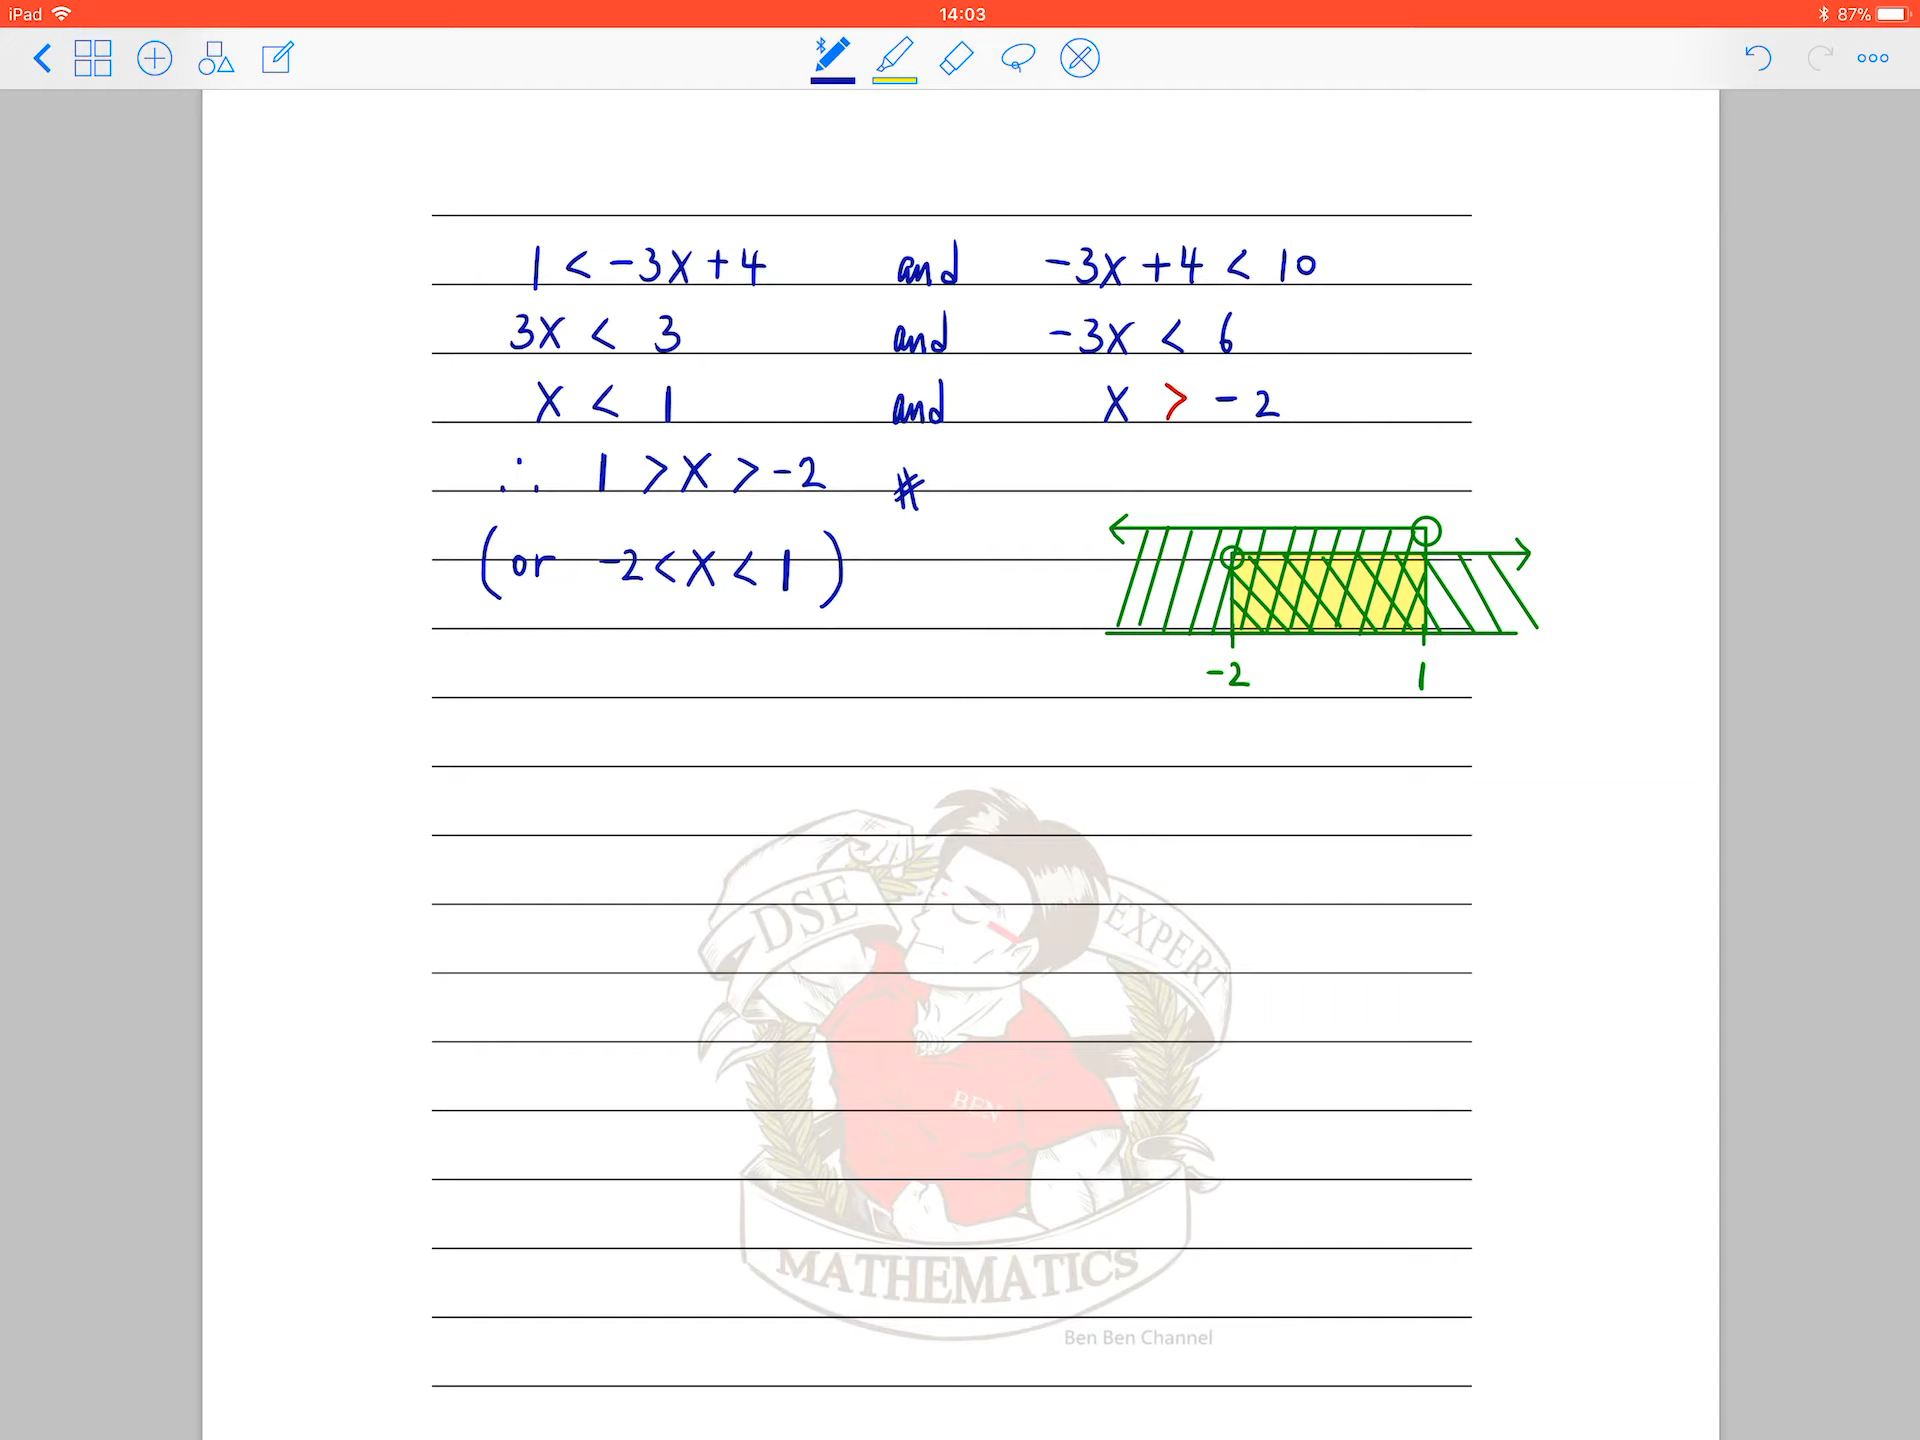 iPad 14:03 87%
1 < -3x + 4 and -3x + 4 < 10
3x < 3 and -3x < 6
x < 1 and x > -2
∴ 1 > x > -2 #
(or -2 < x < 1)
-2 1
DSE EXPERT
BEN
MATHEMATICS
Ben Ben Channel